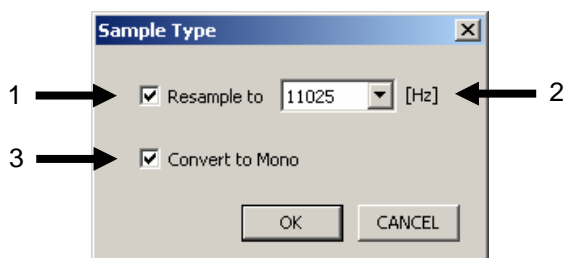 Sample Type
1 Resample to 11025 [Hz] 2
3 Convert to Mono
OK CANCEL